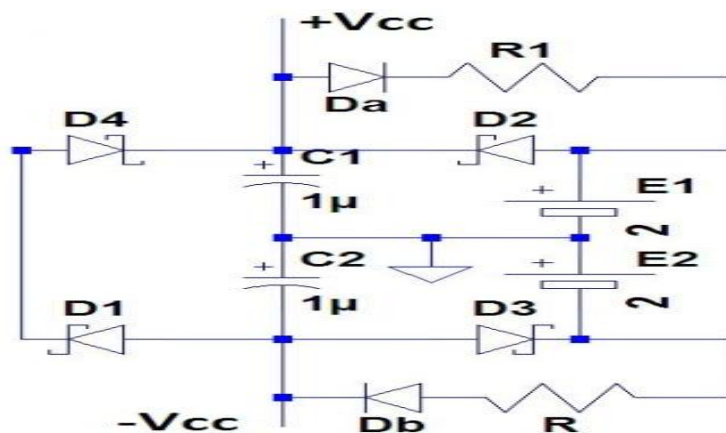 +Vcc
R1
Da
D4
D2
+
C1
1µ
+
E1
2
+
C2
1µ
+
E2
2
D1
D3
-Vcc
Db
R